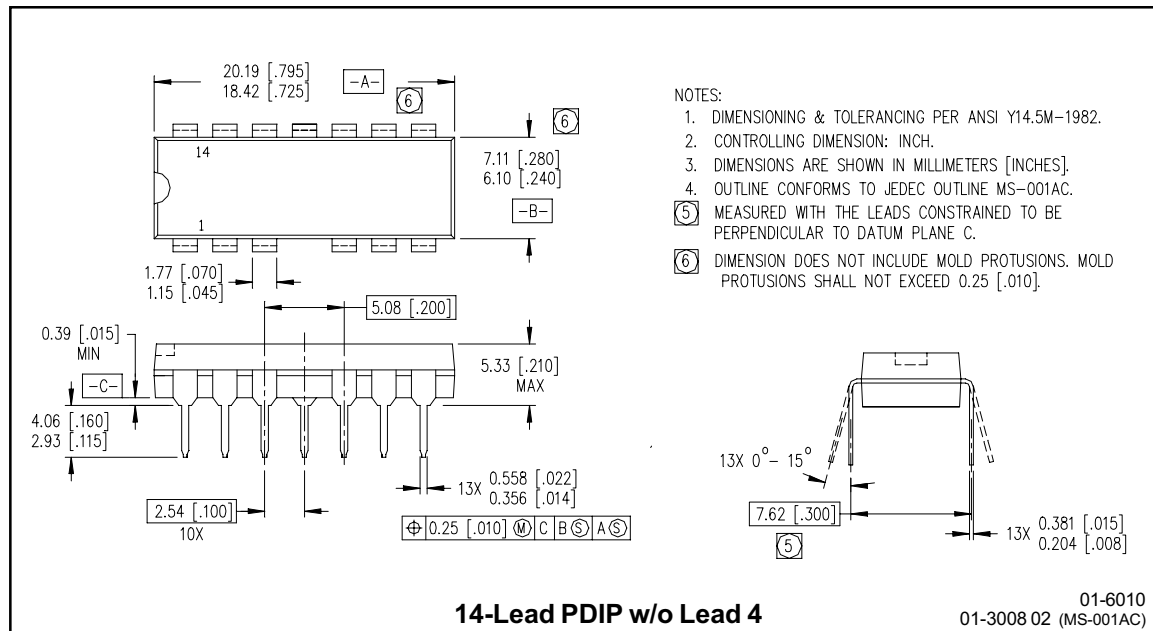 20.19 [.795]
18.42 [.725]
-A-
6
6
14
1
7.11 [.280]
6.10 [.240]
-B-
1.77 [.070]
1.15 [.045]
5.08 [.200]
0.39 [.015]
MIN
-C-
5.33 [.210]
MAX
4.06 [.160]
2.93 [.115]
13X 0.558 [.022]
0.356 [.014]
2.54 [.100]
10X
⌖ 0.25 [.010] Ⓜ C B Ⓢ A Ⓢ
NOTES:
1. DIMENSIONING & TOLERANCING PER ANSI Y14.5M-1982.
2. CONTROLLING DIMENSION: INCH.
3. DIMENSIONS ARE SHOWN IN MILLIMETERS [INCHES].
4. OUTLINE CONFORMS TO JEDEC OUTLINE MS-001AC.
5 MEASURED WITH THE LEADS CONSTRAINED TO BE
PERPENDICULAR TO DATUM PLANE C.
6 DIMENSION DOES NOT INCLUDE MOLD PROTUSIONS. MOLD
PROTUSIONS SHALL NOT EXCEED 0.25 [.010].
13X 0°- 15°
7.62 [.300]
5
13X 0.381 [.015]
0.204 [.008]
14-Lead PDIP w/o Lead 4
01-6010
01-3008 02 (MS-001AC)